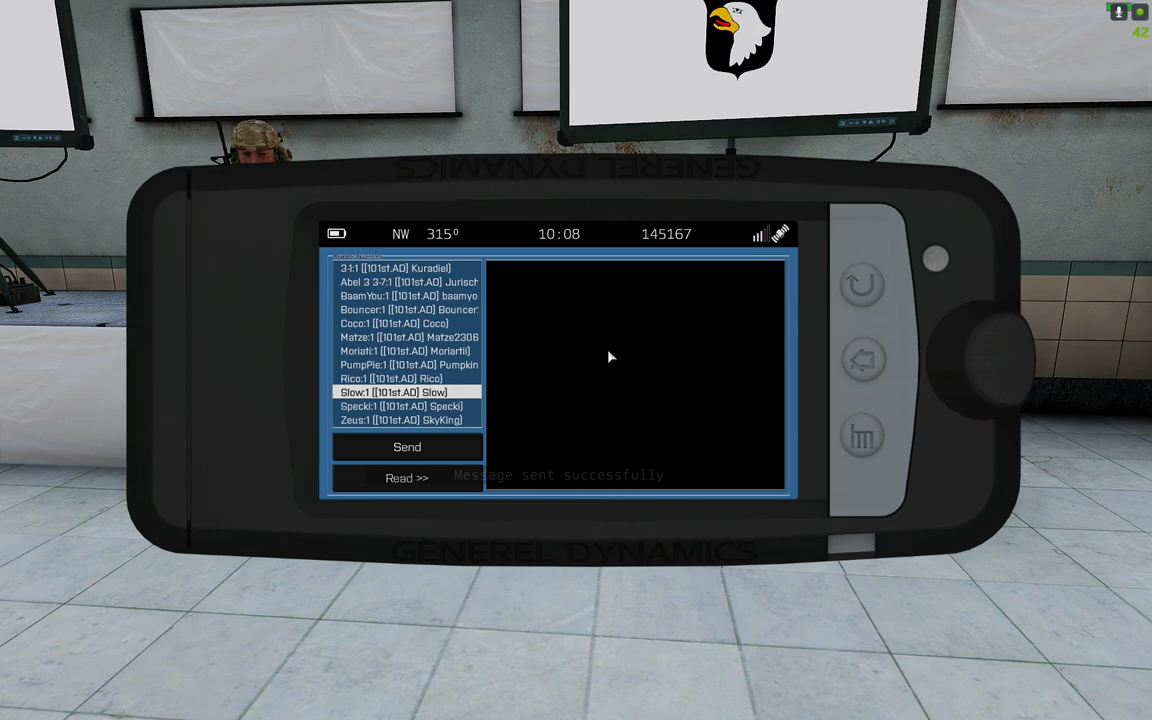 42
GENEREL DYNAMICS
NW 315º 10:08 145167
3-1:1 ([101st.AD] Kuradiel)
Abel 3 3-7:1 ([101st.AD] Jurisch
BaamYou:1 ([101st.AD] baamyo
Bouncer:1 ([101st.AD] Bouncer
Coco:1 ([101st.AD] Coco)
Matze:1 ([101st.AD] Matze2306
Moriati:1 ([101st.AD] Moriartii)
PumpPie:1 ([101st.AD] Pumpkin
Rico:1 ([101st.AD] Rico)
Slow:1 ([101st.AD] Slow)
Specki:1 ([101st.AD] Specki)
Zeus:1 ([101st.AD] SkyKing)
Send
Read >>
Message sent successfully
GENEREL DYNAMICS